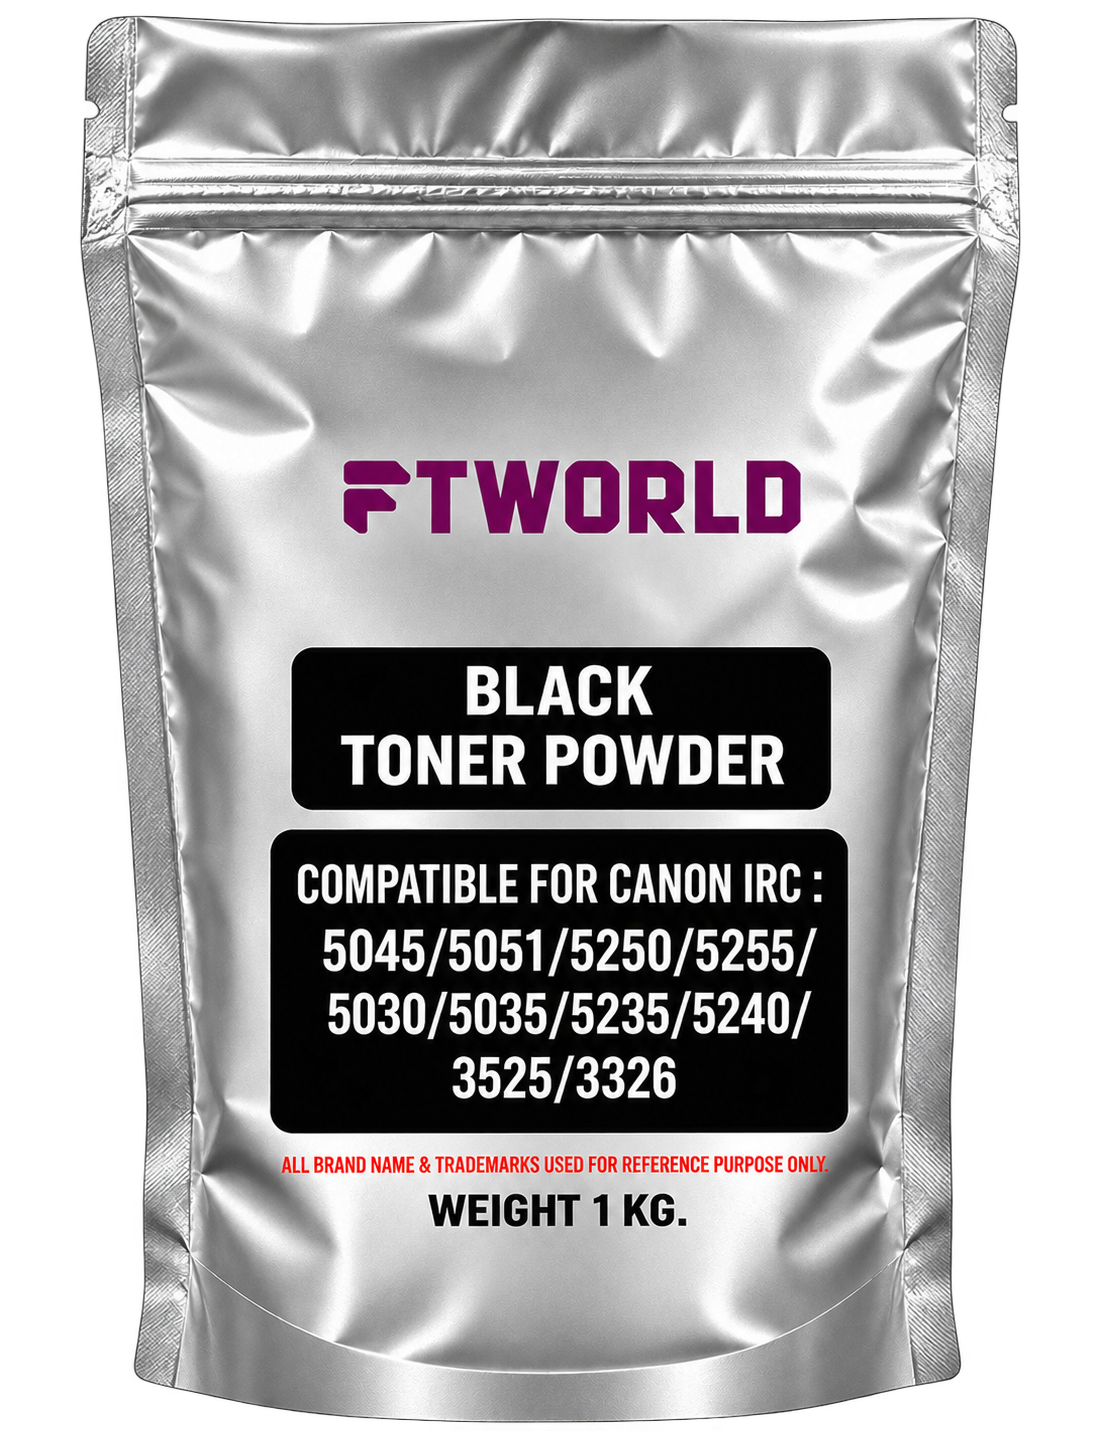 FTWORLD
BLACK
TONER POWDER
COMPATIBLE FOR CANON IRC :
5045/5051/5250/5255/
5030/5035/5235/5240/
3525/3326
ALL BRAND NAME & TRADEMARKS USED FOR REFERENCE PURPOSE ONLY.
WEIGHT 1 KG.